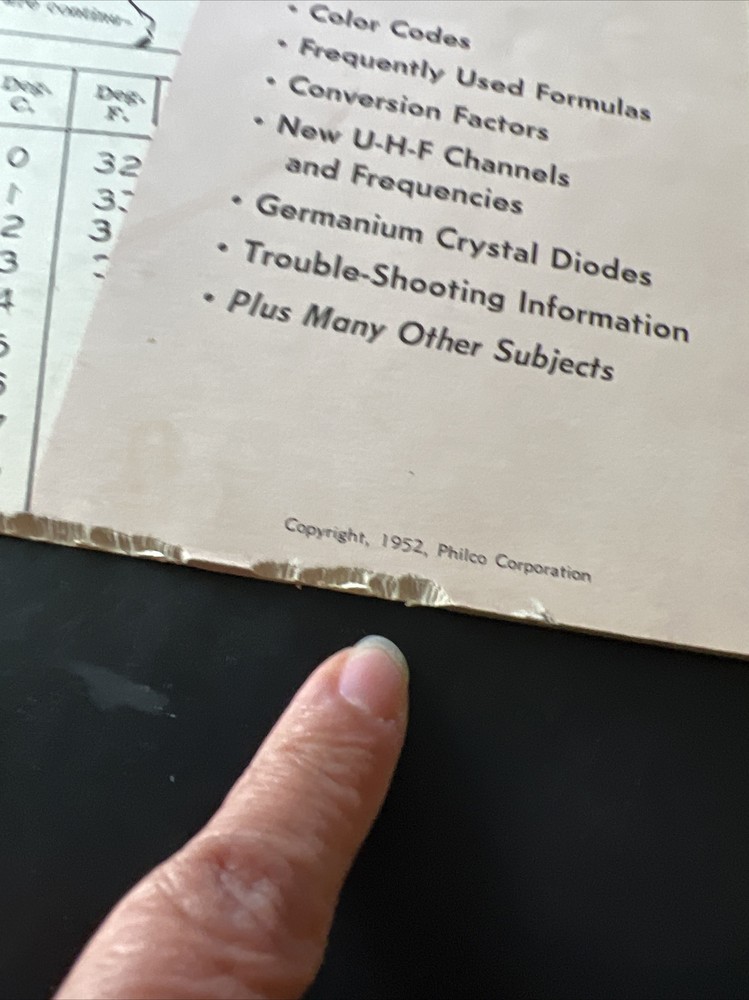 • Color Codes
• Frequently Used Formulas
• Conversion Factors
• New U-H-F Channels
and Frequencies
• Germanium Crystal Diodes
• Trouble-Shooting Information
• Plus Many Other Subjects
Copyright, 1952, Philco Corporation
Deg. C. Deg. F.
0 32
1
2
3
4